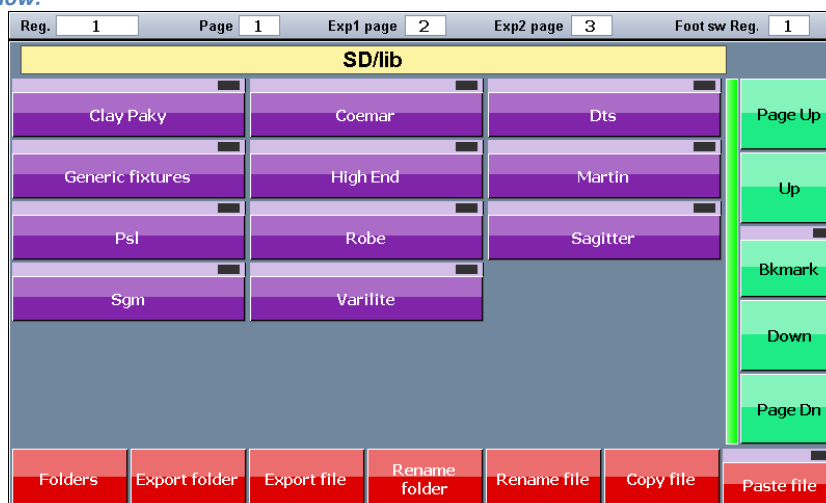 now:
Reg. 1 Page 1 Exp1 page 2 Exp2 page 3 Foot sw Reg. 1
SD/lib
Clay Paky Coemar Dts Page Up
Generic fixtures High End Martin Up
Psl Robe Sagitter
Bkmark
Sgm Varilite
Down
Page Dn
Folders Export folder Export file Rename folder Rename file Copy file Paste file